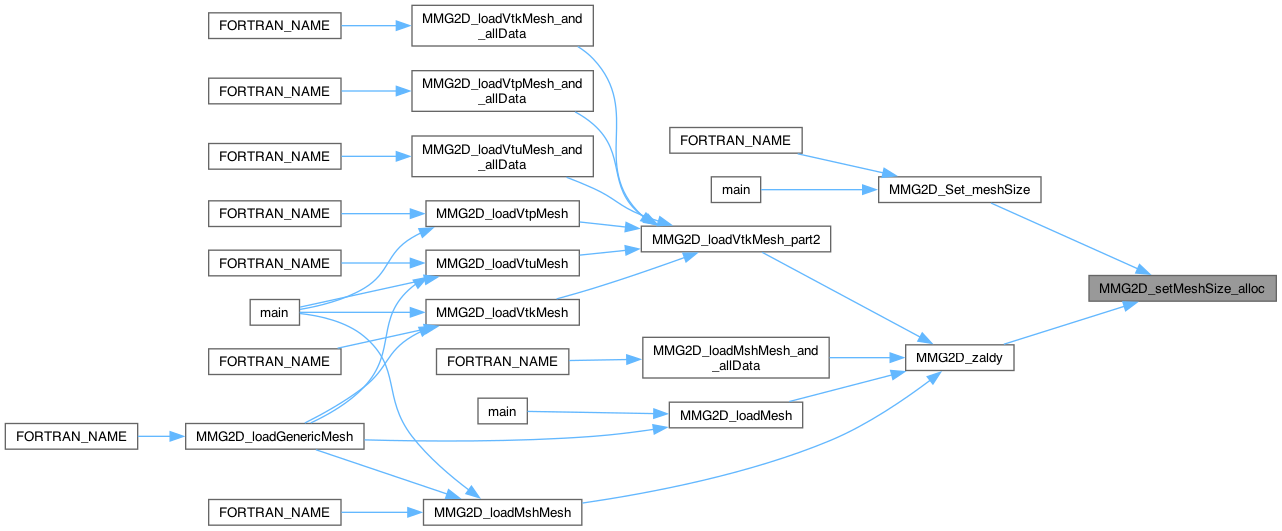 FORTRAN_NAME
MMG2D_loadVtkMesh_and
_allData
FORTRAN_NAME
MMG2D_loadVtpMesh_and
_allData
FORTRAN_NAME
MMG2D_loadVtuMesh_and
_allData
FORTRAN_NAME
MMG2D_Set_meshSize
main
FORTRAN_NAME
MMG2D_loadVtpMesh
MMG2D_loadVtkMesh_part2
FORTRAN_NAME
MMG2D_loadVtuMesh
MMG2D_setMeshSize_alloc
main
MMG2D_loadVtkMesh
FORTRAN_NAME
FORTRAN_NAME
MMG2D_loadMshMesh_and
_allData
MMG2D_zaldy
main
MMG2D_loadMesh
FORTRAN_NAME
MMG2D_loadGenericMesh
FORTRAN_NAME
MMG2D_loadMshMesh